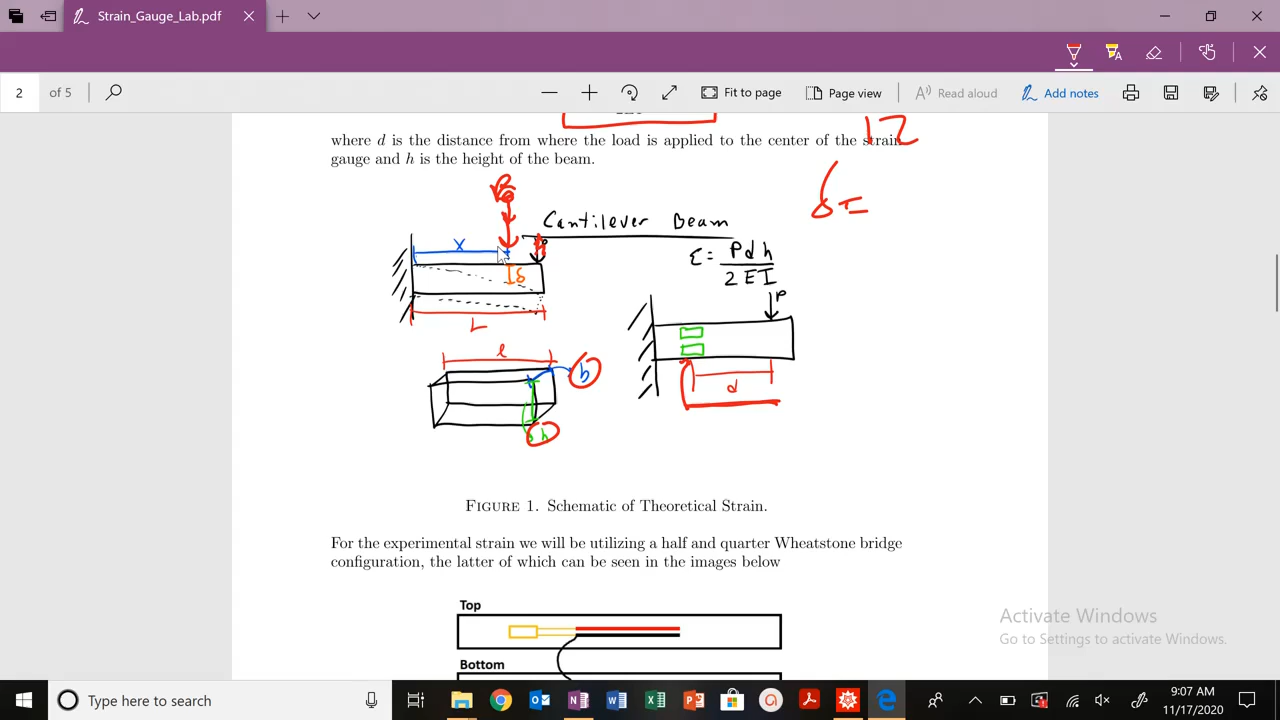 Strain_Gauge_Lab.pdf
2 of 5 Fit to page Page view Read aloud Add notes
where d is the distance from where the load is applied to the center of the strain
gauge and h is the height of the beam.
12
δ=
Cantilever Beam
x
δ
L
ε = P d h
2 E I
P
l
b
h
d
FIGURE 1. Schematic of Theoretical Strain.
For the experimental strain we will be utilizing a half and quarter Wheatstone bridge
configuration, the latter of which can be seen in the images below
Top
Bottom
Activate Windows
Go to Settings to activate Windows.
Type here to search
9:07 AM
11/17/2020